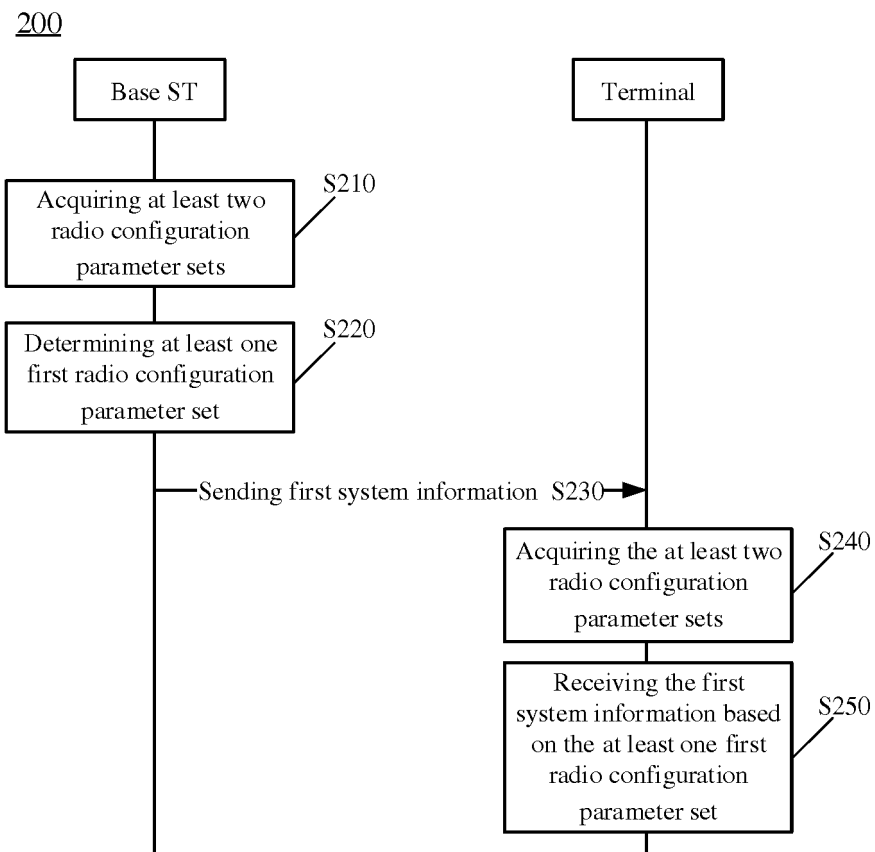 200
Base ST
Terminal
Acquiring at least two
radio configuration
parameter sets
S210
Determining at least one
first radio configuration
parameter set
S220
Sending first system information S230
Acquiring the at least two
radio configuration
parameter sets
S240
Receiving the first
system information based
on the at least one first
radio configuration
parameter set
S250